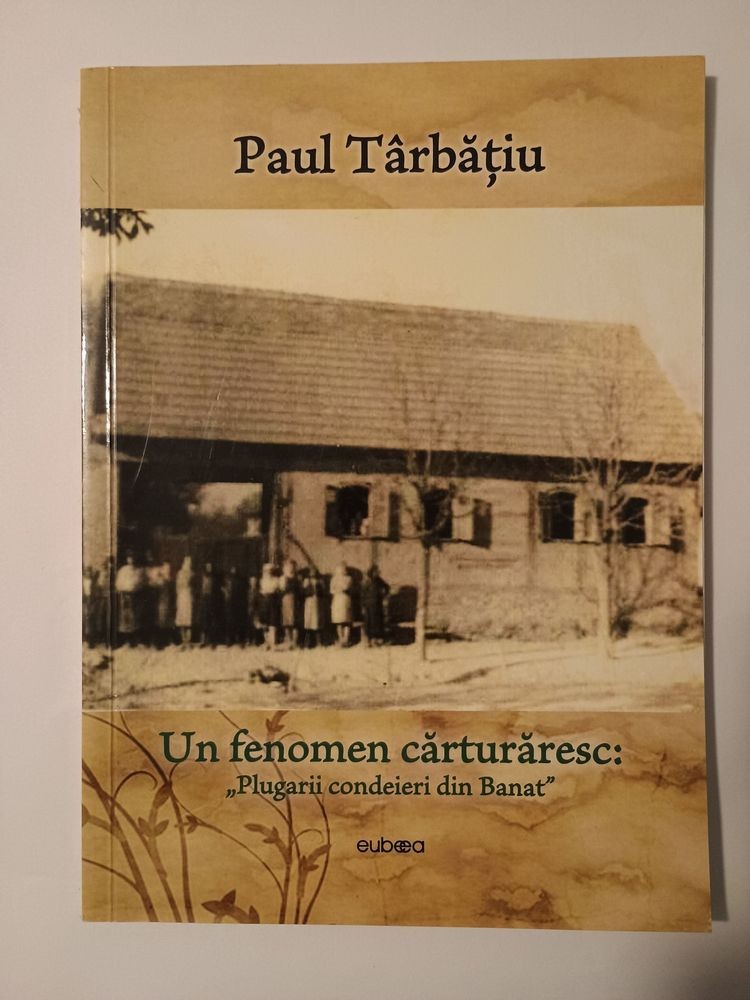 Paul Târbățiu
Un fenomen cărturăresc:
„Plugarii condeieri din Banat”
eubeea